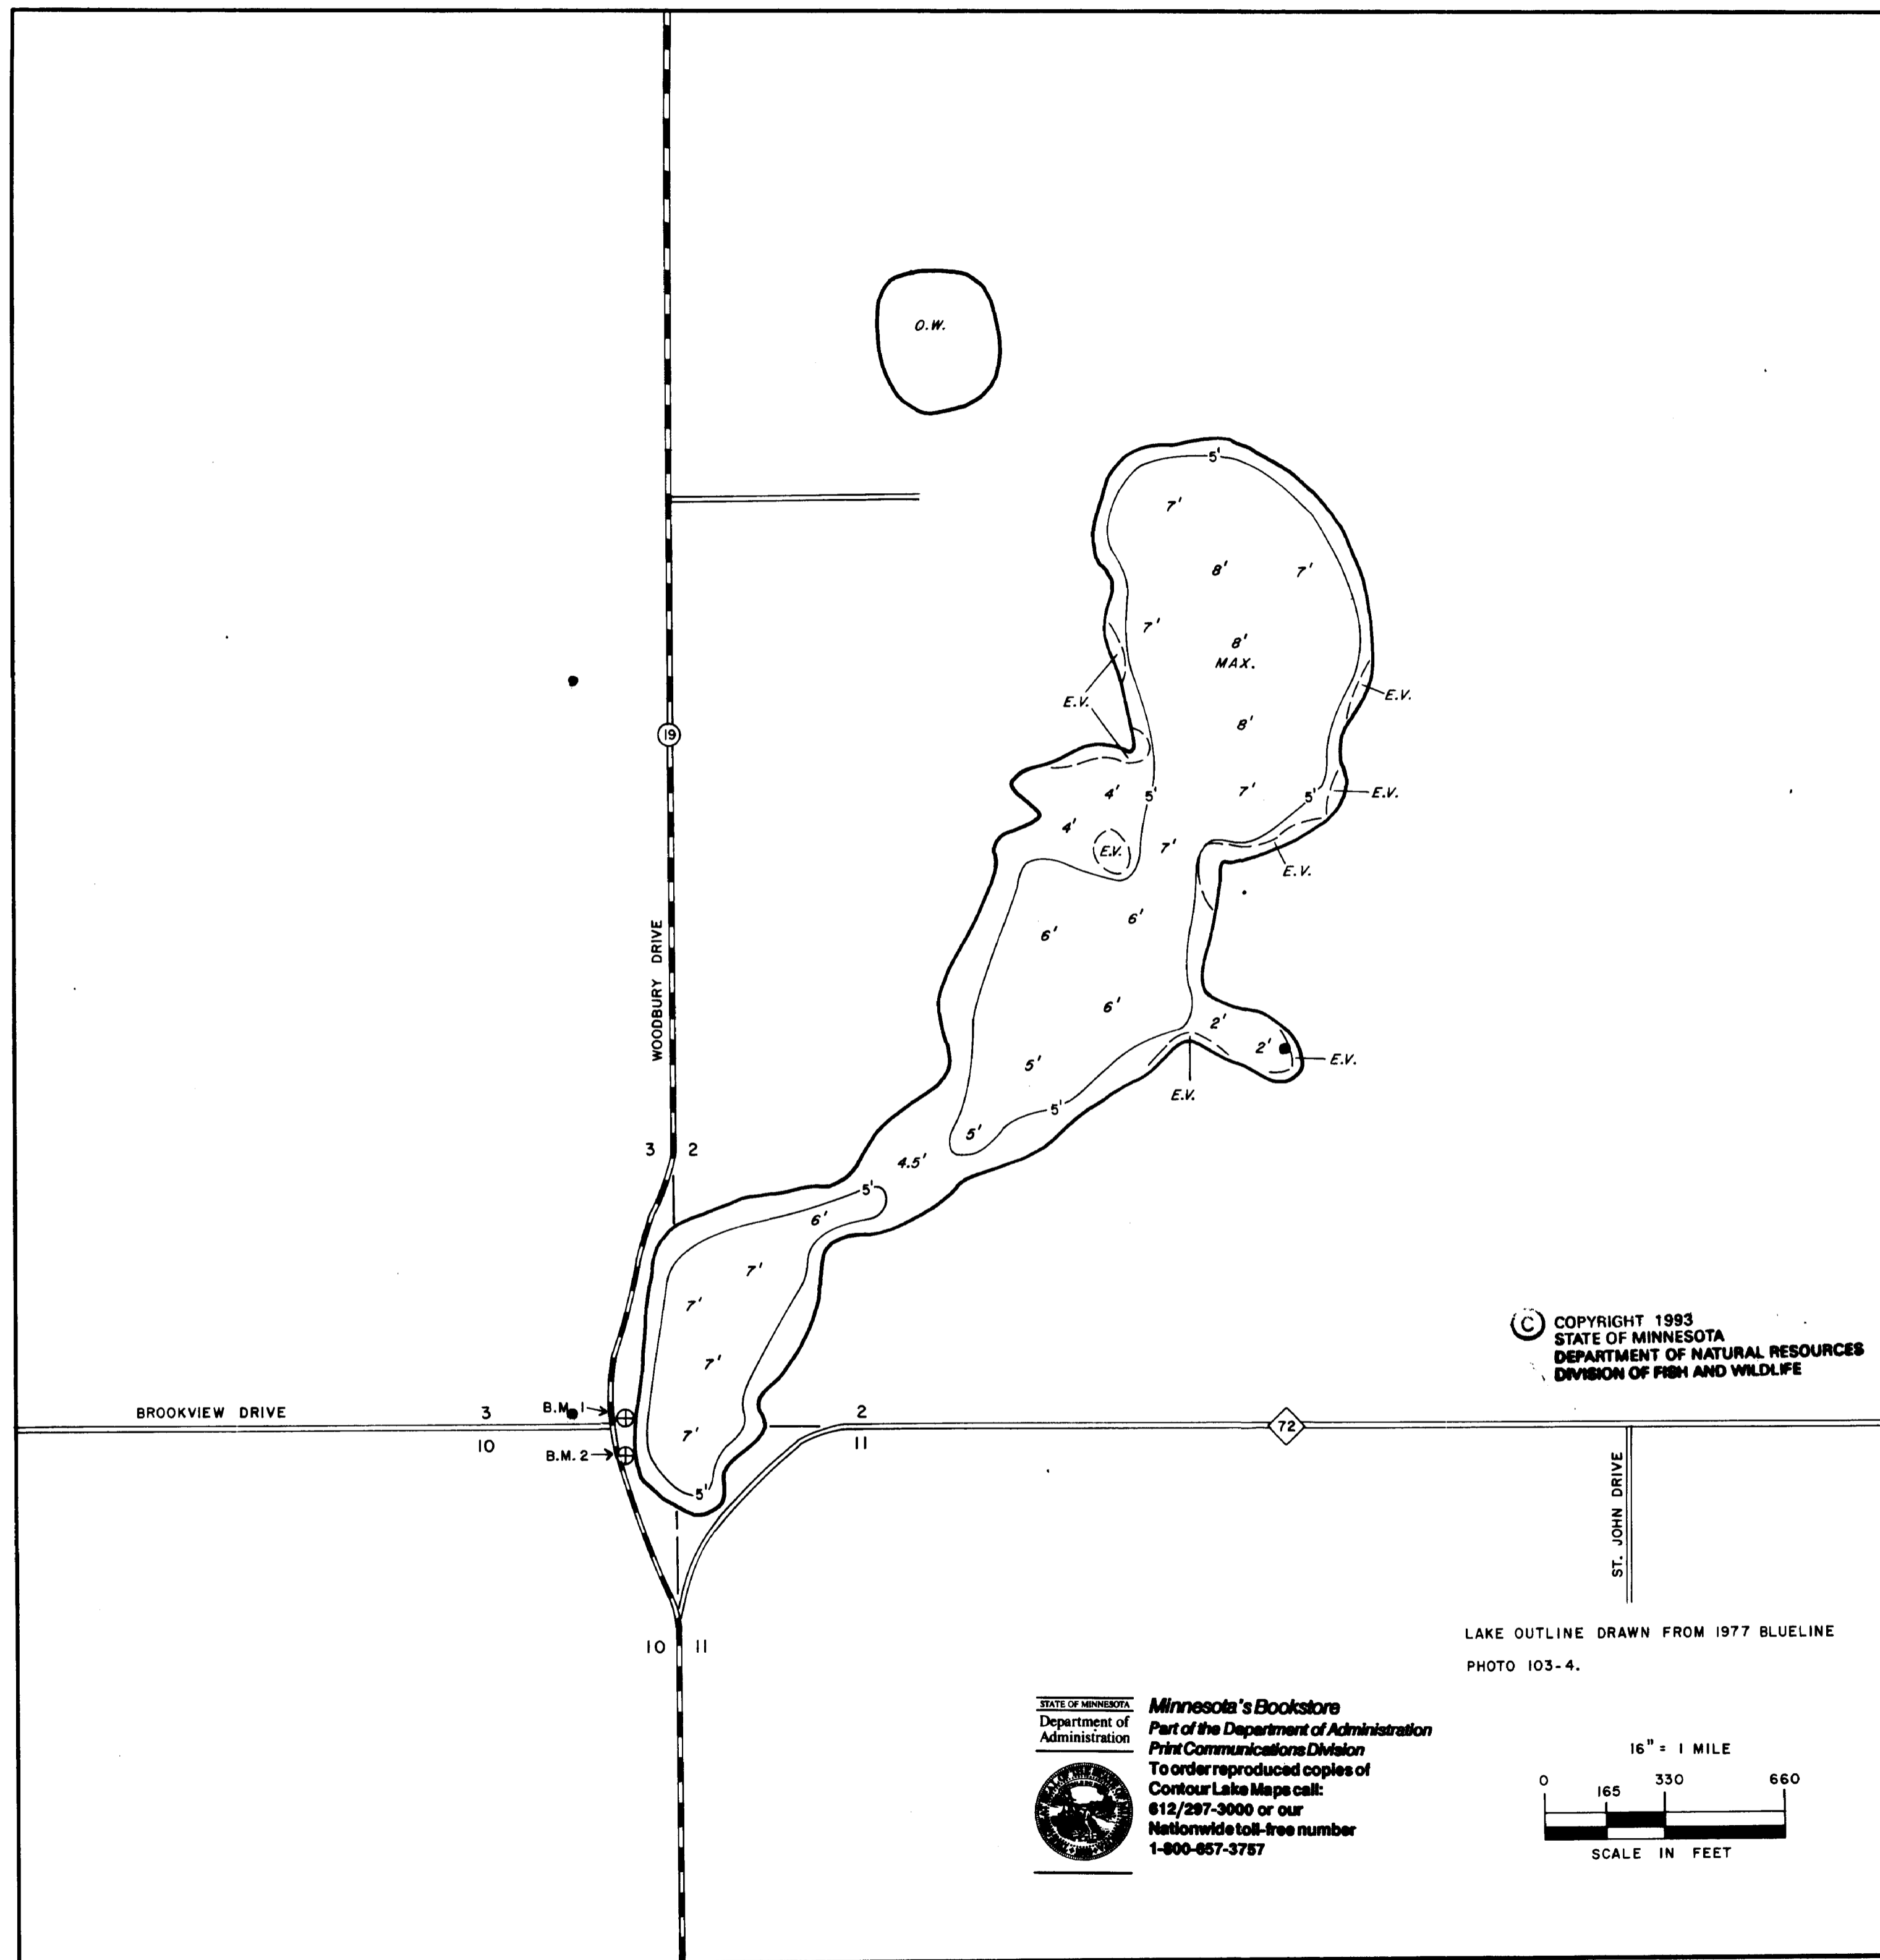 O.W.
5'
7'
8' 7'
7'
8'
MAX.
E.V. E.V.
8'
19
4' 5' 7' 5' E.V.
4'
E.V. 7'
E.V.
6'
6'
WOODBURY DRIVE
6'
2'
2' E.V.
5'
E.V.
5'
5'
3 2
4.5'
5'
6'
7'
7'
7'
7'
5'
BROOKVIEW DRIVE
3
10
B.M. 1
B.M. 2
2
11
72
ST. JOHN DRIVE
10 11
C COPYRIGHT 1993
STATE OF MINNESOTA
DEPARTMENT OF NATURAL RESOURCES
DIVISION OF FISH AND WILDLIFE
LAKE OUTLINE DRAWN FROM 1977 BLUELINE
PHOTO 103-4.
STATE OF MINNESOTA
Department of
Administration
Minnesota's Bookstore
Part of the Department of Administration
Print Communications Division
To order reproduced copies of
Contour Lake Maps call:
612/297-3000 or our
Nationwide toll-free number
1-800-657-3757
16" = 1 MILE
0 165 330 660
SCALE IN FEET